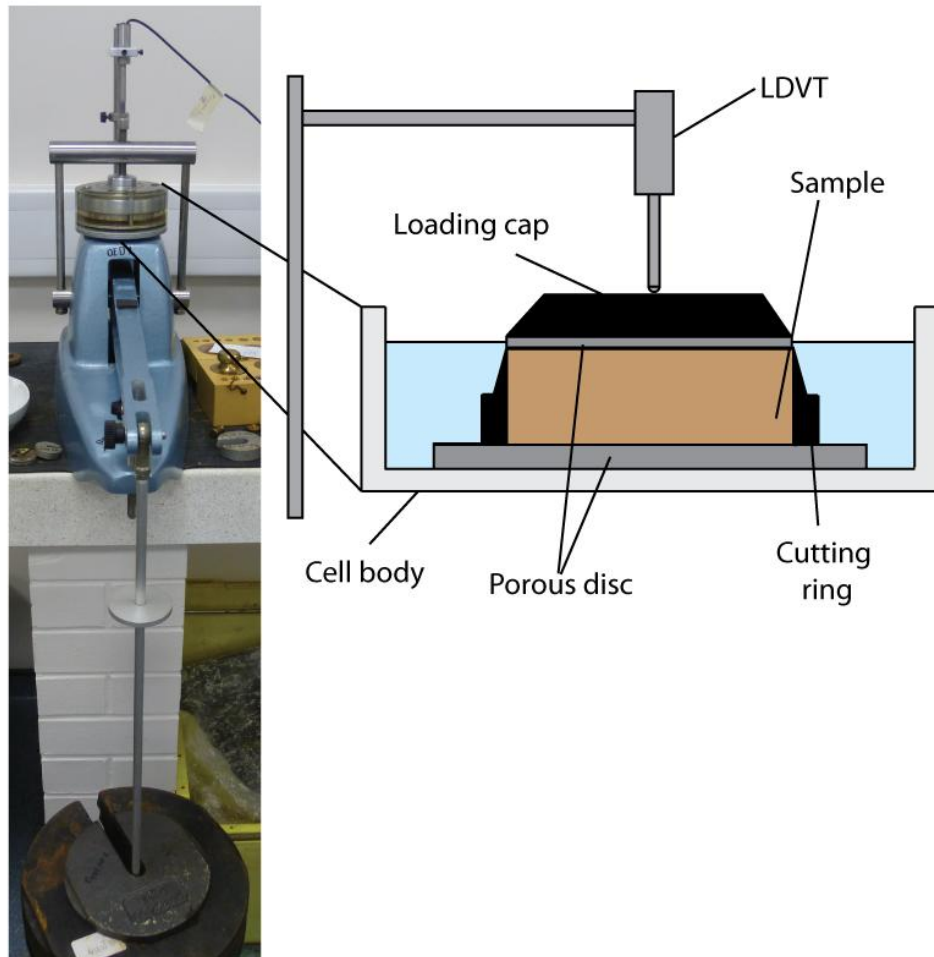 LDVT
Sample
Loading cap
Cell body
Porous disc
Cutting
ring